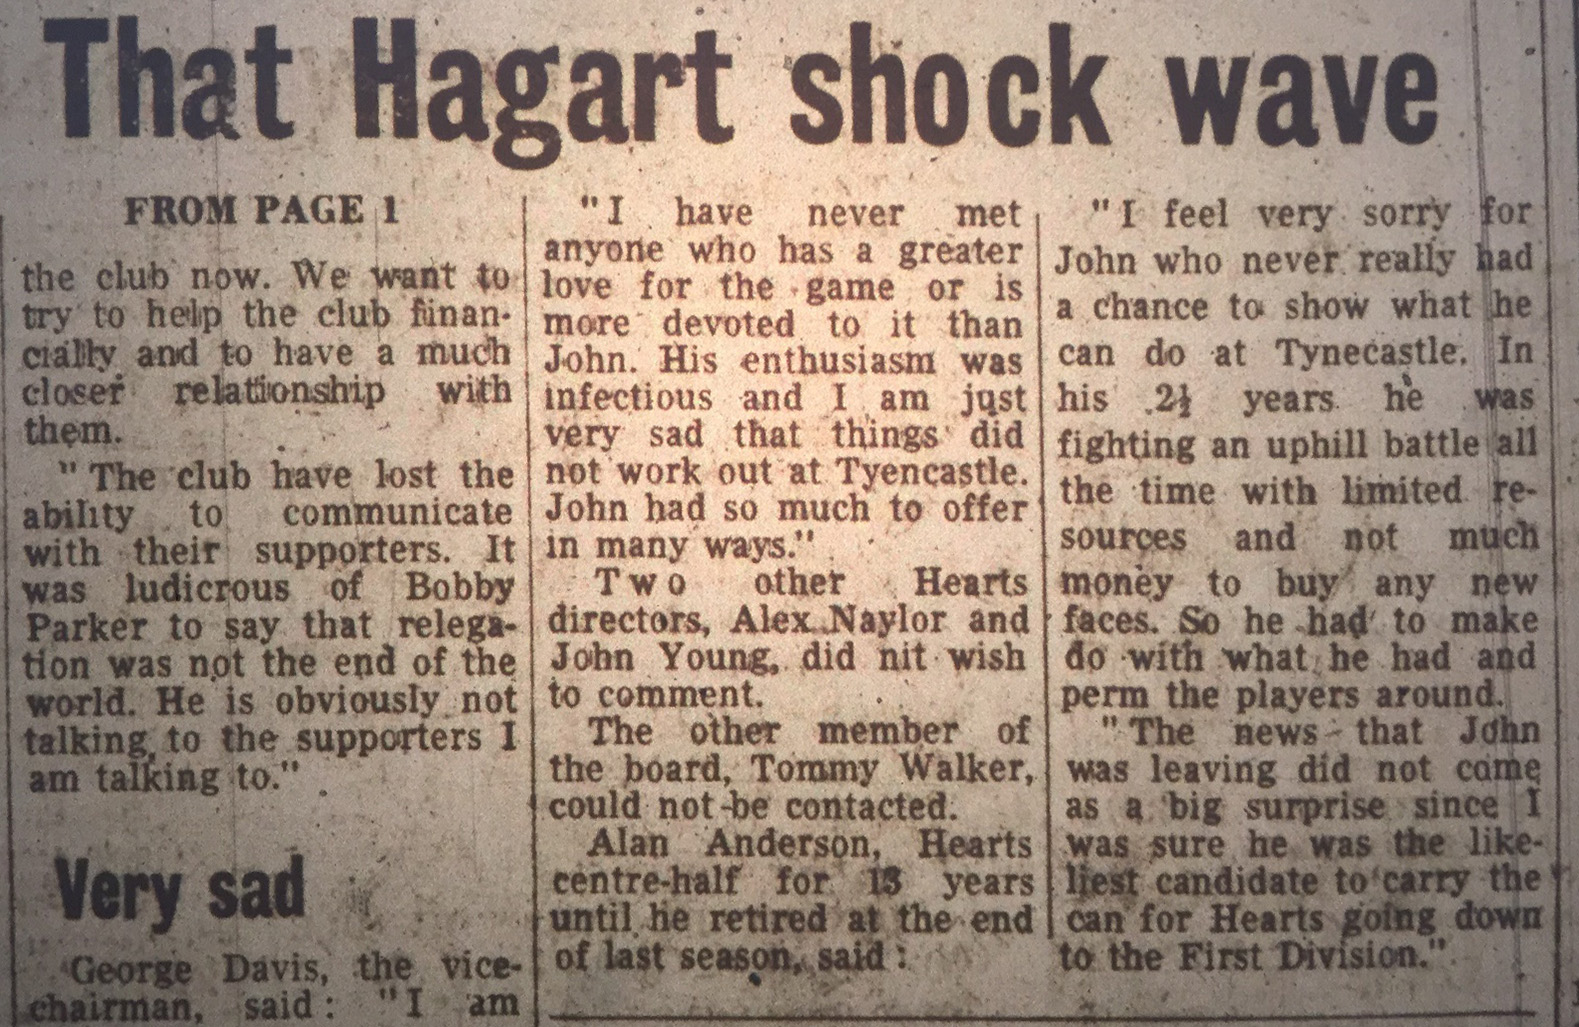 That Hagart shock wave
FROM PAGE 1
the club now. We want to
try to help the club finan-
cially and to have a much
closer relationship with
them.
"The club have lost the
ability to communicate
with their supporters. It
was ludicrous of Bobby
Parker to say that relega-
tion was not the end of the
world. He is obviously not
talking to the supporters I
am talking to."
Very sad
George Davis, the vice-
chairman, said: "I am
"I have never met
anyone who has a greater
love for the game or is
more devoted to it than
John. His enthusiasm was
infectious and I am just
very sad that things did
not work out at Tyencastle.
John had so much to offer
in many ways."
Two other Hearts
directors, Alex Naylor and
John Young, did nit wish
to comment.
The other member of
the board, Tommy Walker,
could not be contacted.
Alan Anderson, Hearts
centre-half for 13 years
until he retired at the end
of last season, said:
"I feel very sorry for
John who never really had
a chance to show what he
can do at Tynecastle. In
his 2½ years he was
fighting an uphill battle all
the time with limited re-
sources and not much
money to buy any new
faces. So he had to make
do with what he had and
perm the players around.
"The news that John
was leaving did not come
as a big surprise since I
was sure he was the like-
liest candidate to carry the
can for Hearts going down
to the First Division."